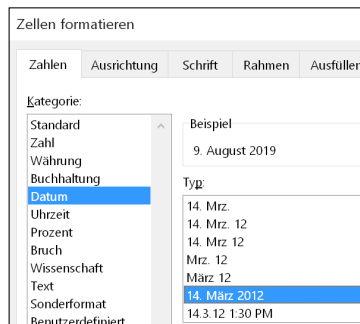 Zellen formatieren
Zahlen Ausrichtung Schrift Rahmen Ausfüllen
Kategorie:
Standard
Zahl
Währung
Buchhaltung
Datum
Uhrzeit
Prozent
Bruch
Wissenschaft
Text
Sonderformat
Benutzerdefiniert
Beispiel
9. August 2019
Typ:
14. Mrz.
14. Mrz. 12
14. Mrz 12
Mrz. 12
März 12
14. März 2012
14.3.12 1:30 PM